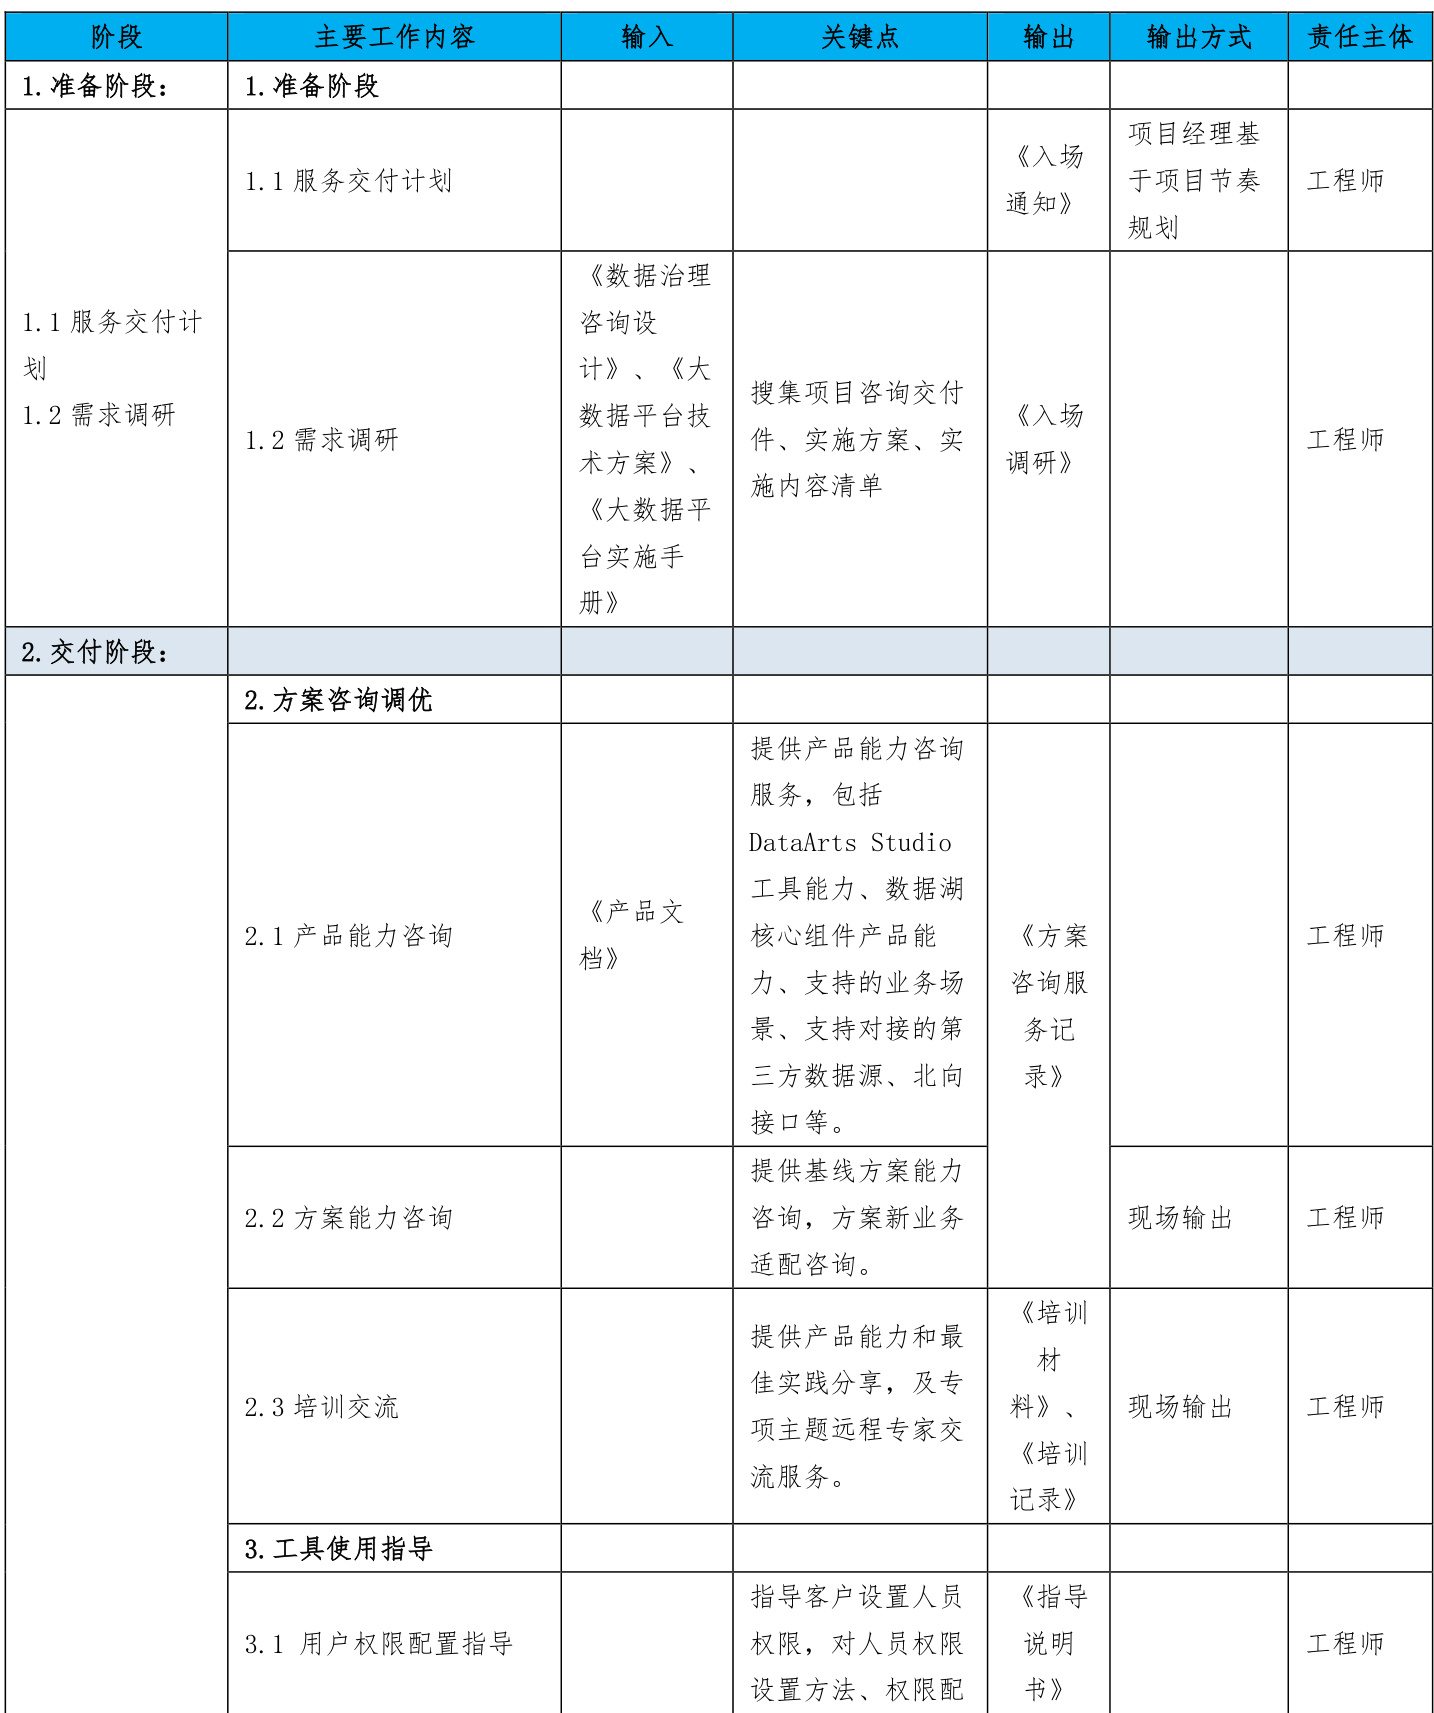 阶段 主要工作内容 输入 关键点 输出 输出方式 责任主体
1.准备阶段： 1.准备阶段
1.1服务交付计
划
1.2需求调研
1.1服务交付计划
《入场
通知》
项目经理基
于项目节奏
规划
工程师
1.2需求调研
《数据治理
咨询设
计》、《大
数据平台技
术方案》、
《大数据平
台实施手
册》
搜集项目咨询交付
件、实施方案、实
施内容清单
《入场
调研》
工程师
2.交付阶段：
2.方案咨询调优
2.1产品能力咨询
《产品文
档》
提供产品能力咨询
服务，包括
DataArts Studio
工具能力、数据湖
核心组件产品能
力、支持的业务场
景、支持对接的第
三方数据源、北向
接口等。
《方案
咨询服
务记
录》
工程师
2.2方案能力咨询
提供基线方案能力
咨询，方案新业务
适配咨询。
现场输出
工程师
2.3培训交流
提供产品能力和最
佳实践分享，及专
项主题远程专家交
流服务。
《培训
材
料》、
《培训
记录》
现场输出
工程师
3.工具使用指导
3.1 用户权限配置指导
指导客户设置人员
权限，对人员权限
设置方法、权限配
《指导
说明
书》
工程师